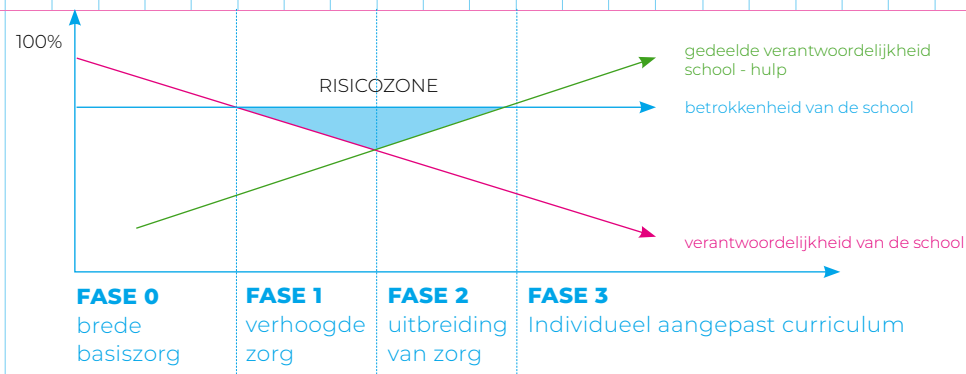 100%
RISICOZONE
gedeelde verantwoordelijkheid
school - hulp
betrokkenheid van de school
verantwoordelijkheid van de school
FASE 0
brede
basiszorg
FASE 1
verhoogde
zorg
FASE 2
uitbreiding
van zorg
FASE 3
Individueel aangepast curriculum